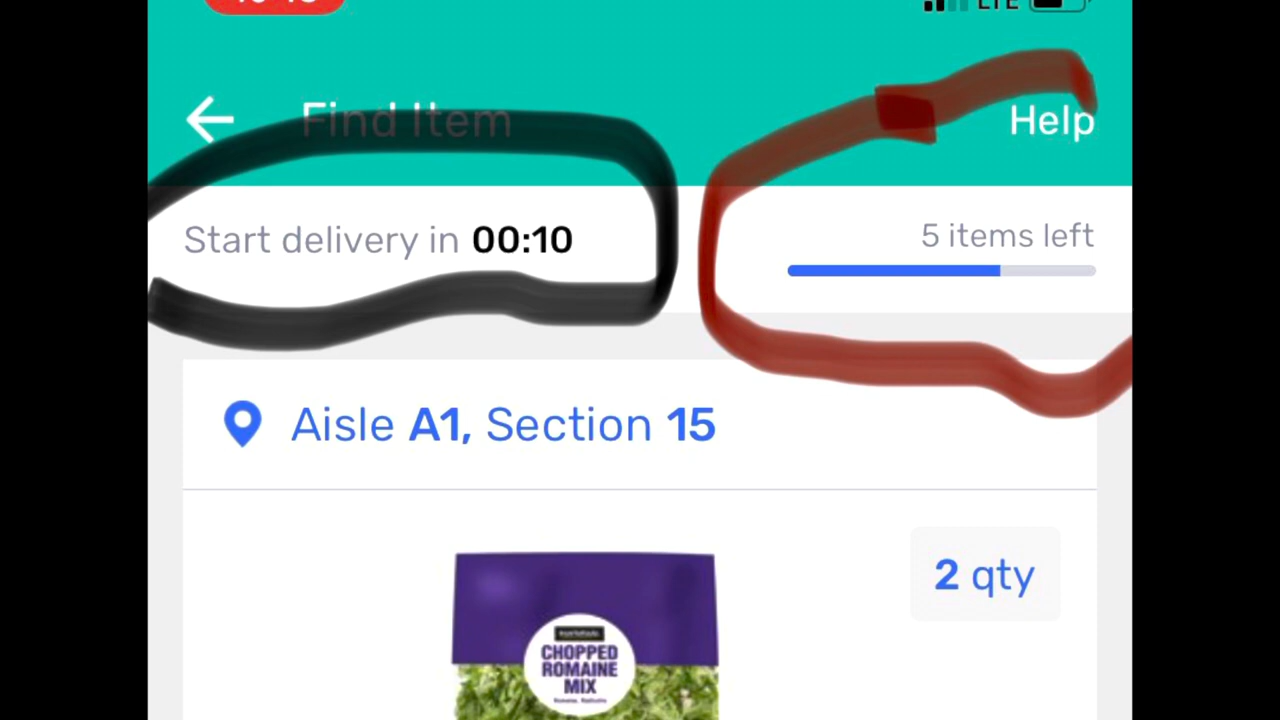 LTE
Find Item
Help
Start delivery in 00:10
5 items left
Aisle A1, Section 15
2 qty
CHOPPED
ROMAINE
MIX